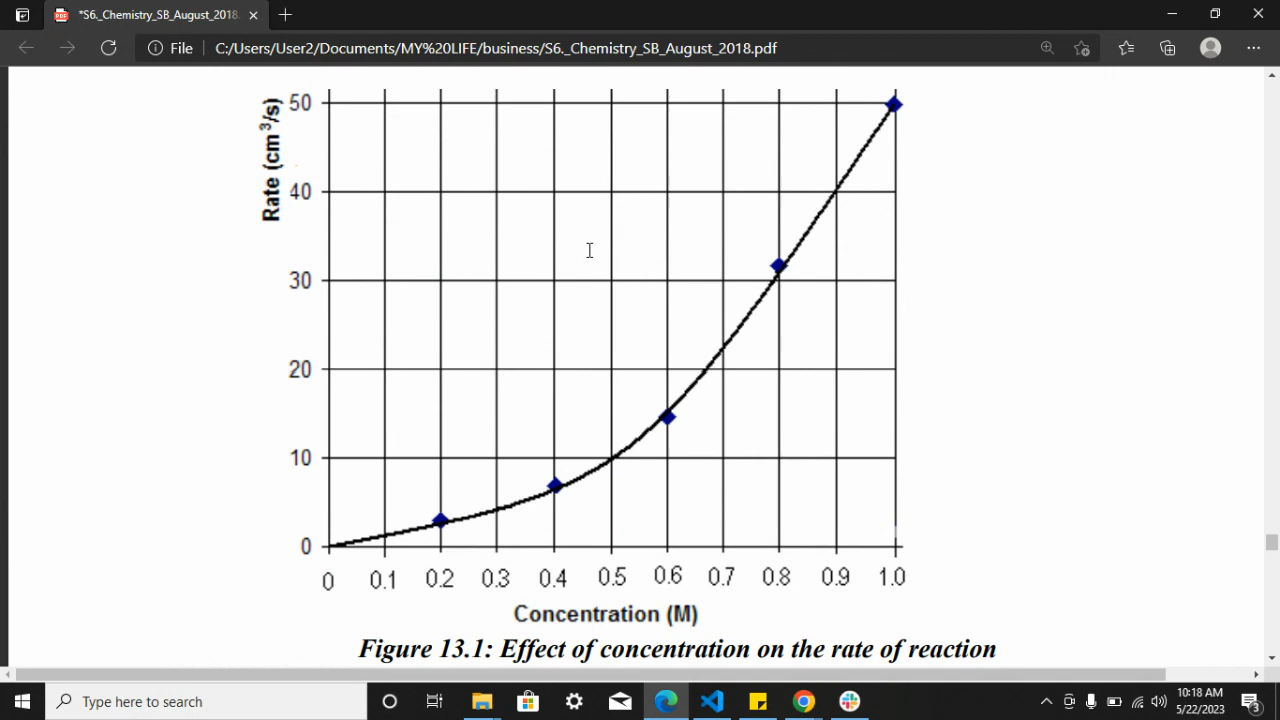 *S6._Chemistry_SB_August_2018.
File
C:/Users/User2/Documents/MY%20LIFE/business/S6._Chemistry_SB_August_2018.pdf
Rate (cm³/s)
50
40
30
20
10
0
0 0.1 0.2 0.3 0.4 0.5 0.6 0.7 0.8 0.9 1.0
Concentration (M)
Figure 13.1: Effect of concentration on the rate of reaction
Type here to search
10:18 AM
5/22/2023
3